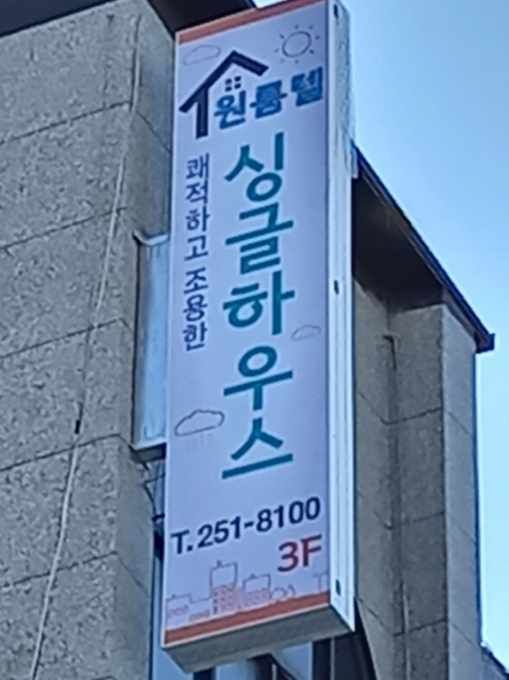 원룸텔
쾌적하고 조용한
싱글하우스
T.251-8100
3F